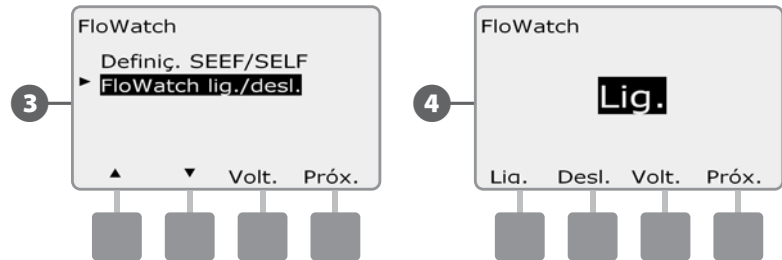 FloWatch
Definiç. SEEF/SELF
► FloWatch lig./desl.
3
▲ ▼ Volt. Próx.
FloWatch
Lig.
4
Lig. Desl. Volt. Próx.